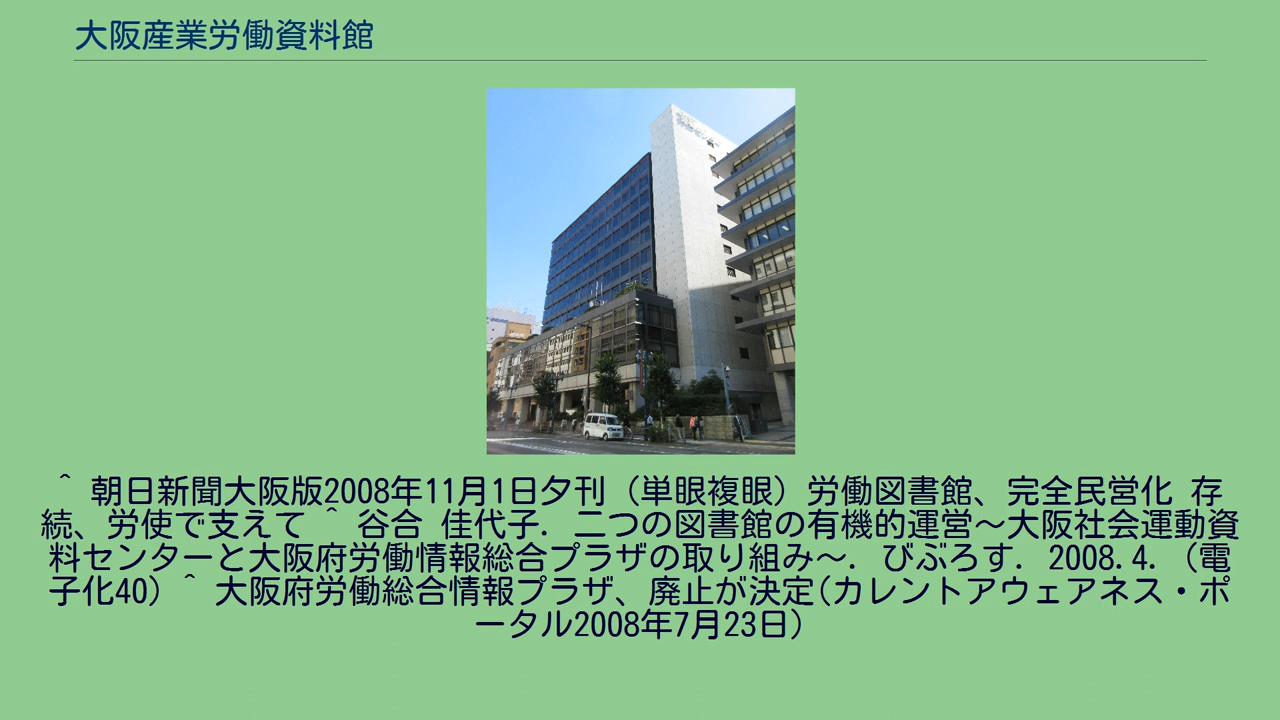 大阪産業労働資料館
^ 朝日新聞大阪版2008年11月1日夕刊 (単眼複眼) 労働図書館、完全民営化 存
続、労使で支えて ^ 谷合 佳代子. 二つの図書館の有機的運営～大阪社会運動資
料センターと大阪府労働情報総合プラザの取り組み～. びぶろす. 2008.4. (電
子化40) ^ 大阪府労働総合情報プラザ、廃止が決定(カレントアウェアネス・ポ
ータル2008年7月23日)